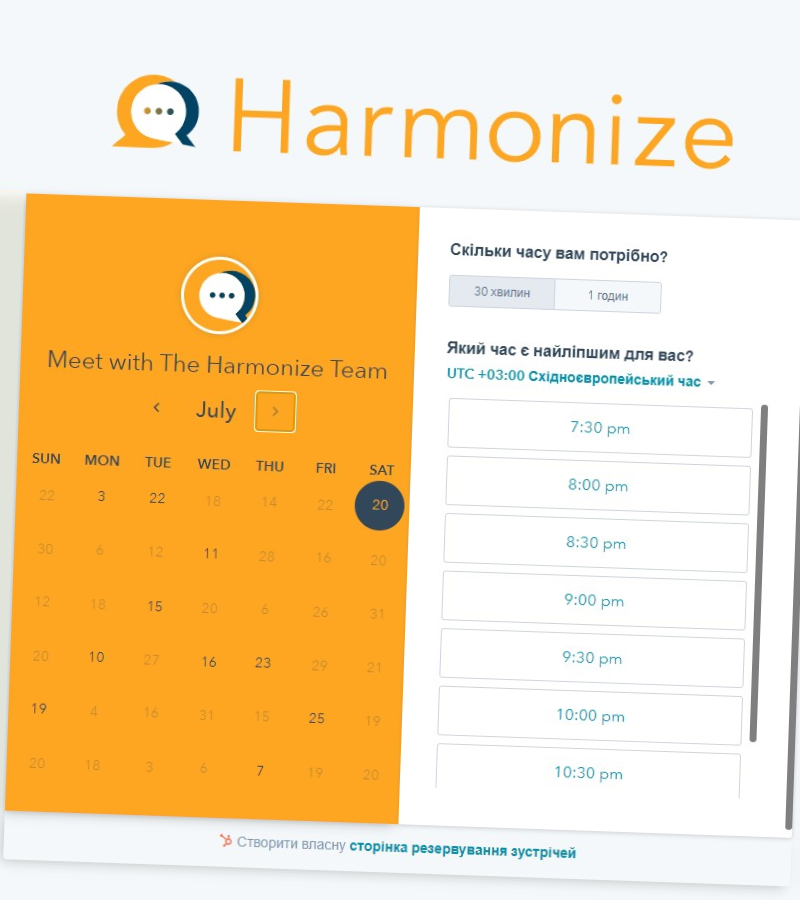 Harmonize
Meet with The Harmonize Team
July
SUN MON TUE WED THU FRI SAT
22 3 22 18 14 22 20
30 6 12 11 28 16 20
12 18 15 20 6 26 31
20 10 27 16 23 29 21
19 4 16 31 15 25 19
20 18 3 6 7 19 20
Скільки часу вам потрібно?
30 хвилин 1 годин
Який час є найліпшим для вас?
UTC +03:00 Східноєвропейський час
7:30 pm
8:00 pm
8:30 pm
9:00 pm
9:30 pm
10:00 pm
10:30 pm
Створити власну сторінка резервування зустрічей